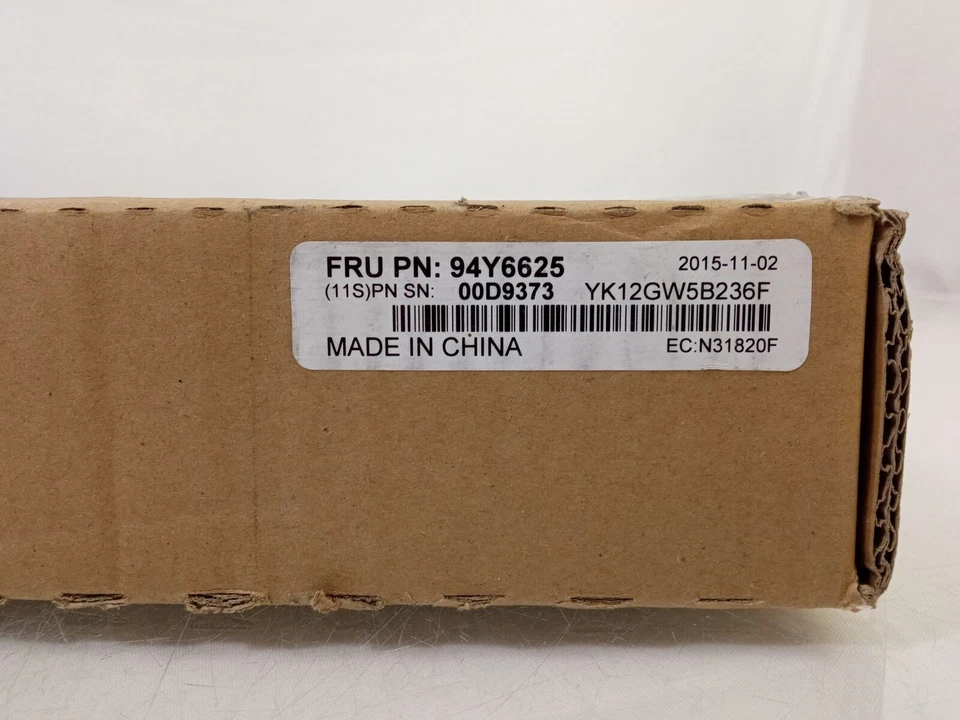 FRU PN: 94Y6625 2015-11-02
(11S)PN SN: 00D9373 YK12GW5B236F
MADE IN CHINA EC:N31820F